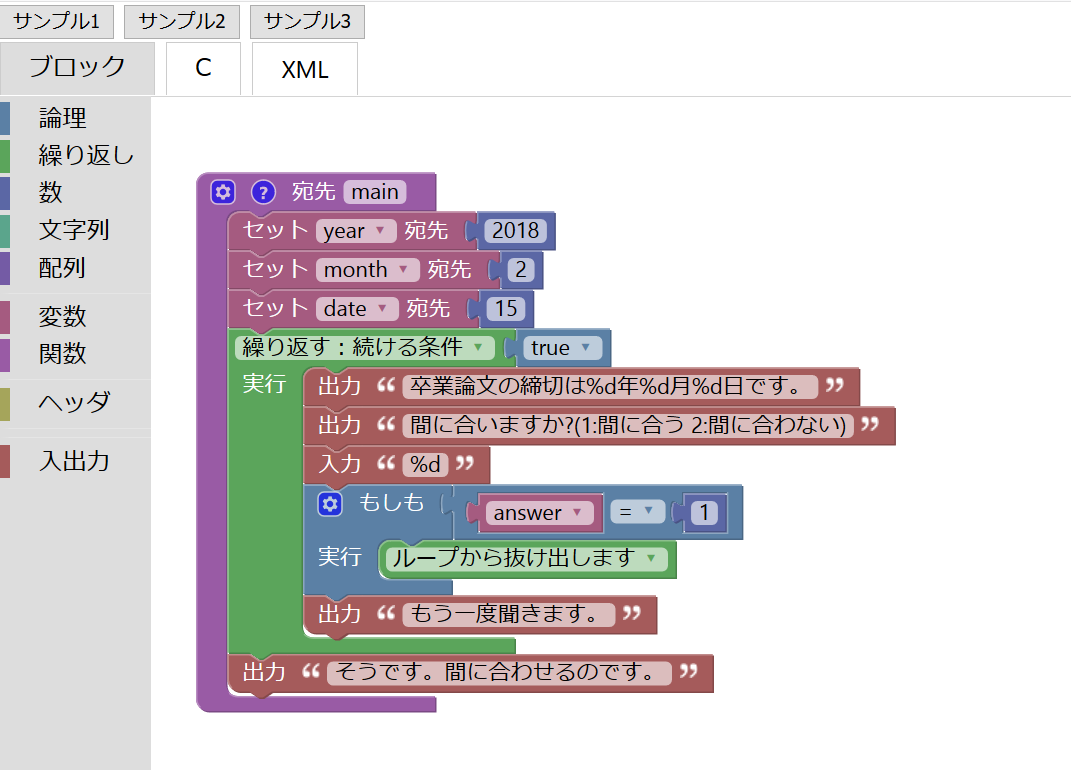 サンプル1 サンプル2 サンプル3
ブロック C XML
論理
繰り返し
数
文字列
配列
変数
関数
ヘッダ
入出力
? 宛先 main
セット year 宛先 2018
セット month 宛先 2
セット date 宛先 15
繰り返す：続ける条件 true
実行 出力 “ 卒業論文の締切は%d年%d月%d日です。 ”
出力 “ 間に合いますか?(1:間に合う 2:間に合わない) ”
入力 “ %d ”
もしも answer = 1
実行 ループから抜け出します
出力 “ もう一度聞きます。 ”
出力 “ そうです。間に合わせるのです。 ”